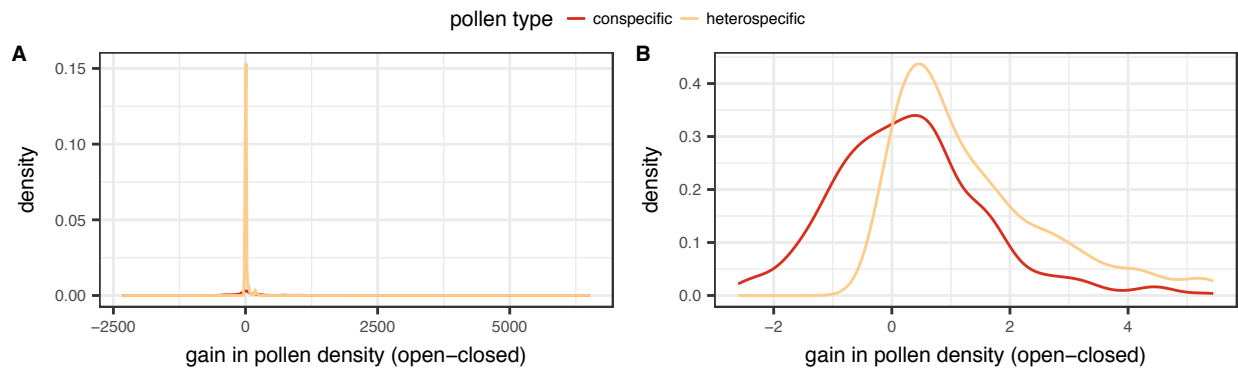 pollen type conspecific heterospecific
A
density
0.15
0.10
0.05
0.00
−2500 0 2500 5000
gain in pollen density (open−closed)
B
density
0.4
0.3
0.2
0.1
0.0
−2 0 2 4
gain in pollen density (open−closed)